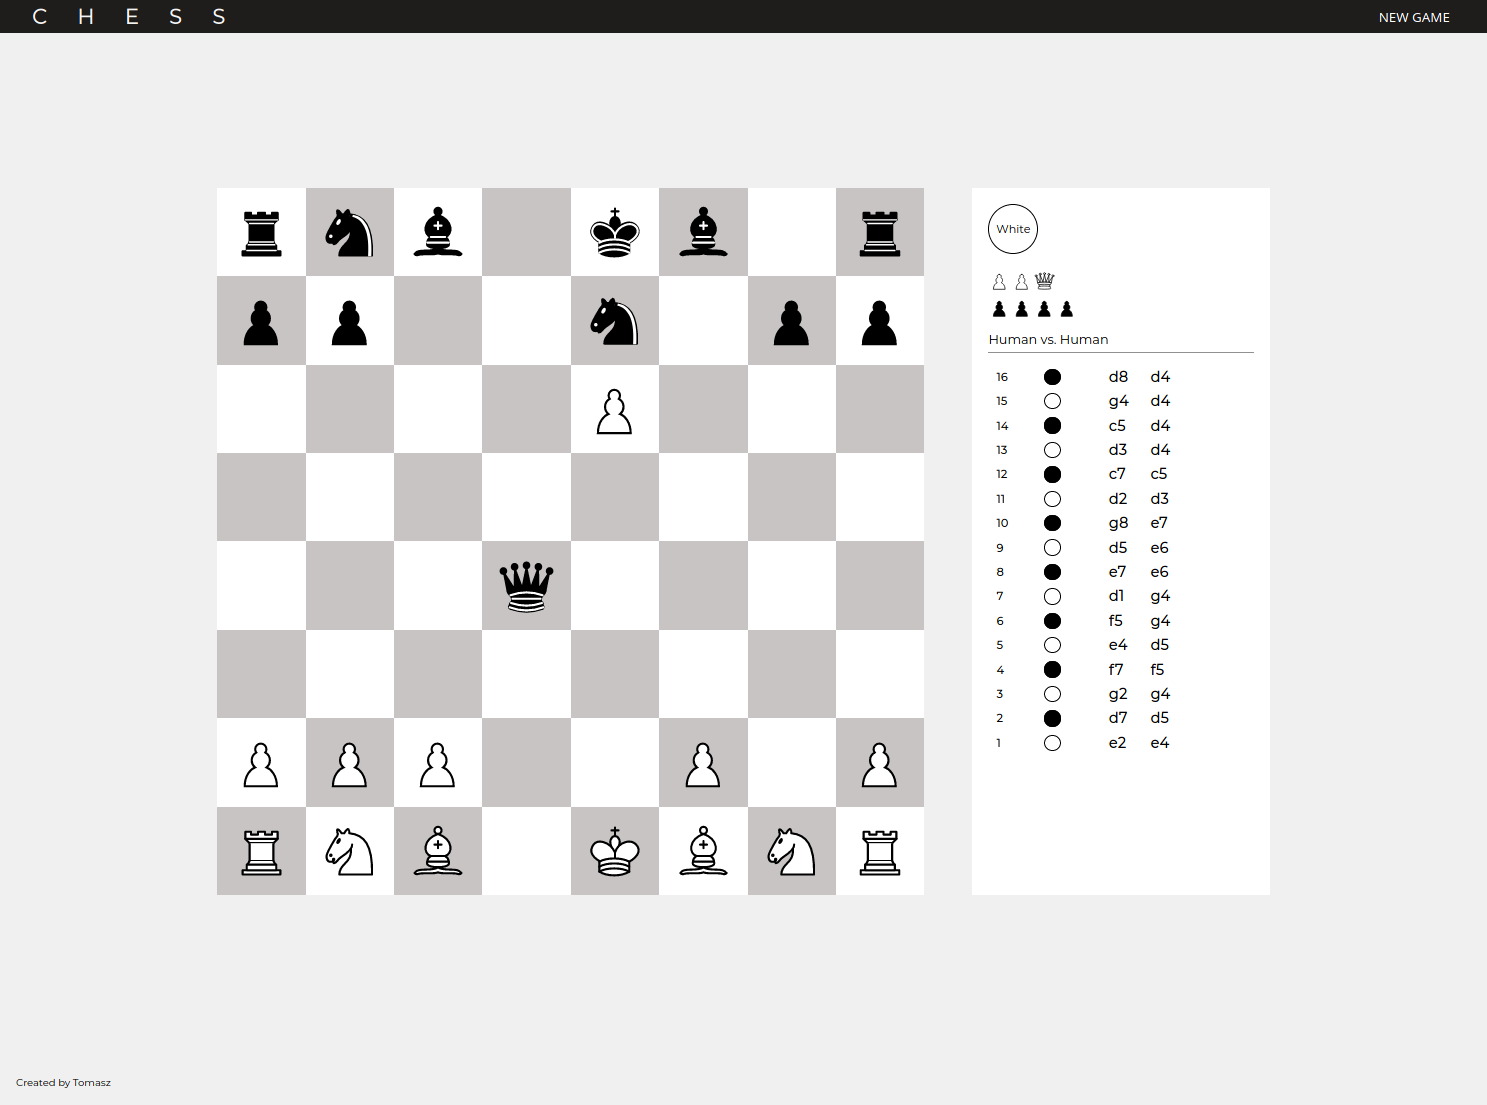 C H E S S
NEW GAME
White
Human vs. Human
16 d8 d4
15 g4 d4
14 c5 d4
13 d3 d4
12 c7 c5
11 d2 d3
10 g8 e7
9 d5 e6
8 e7 e6
7 d1 g4
6 f5 g4
5 e4 d5
4 f7 f5
3 g2 g4
2 d7 d5
1 e2 e4
Created by Tomasz